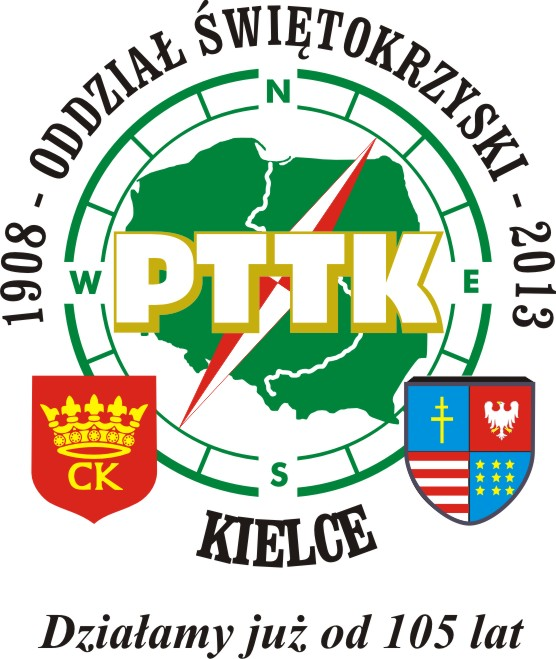 1908 - ODDZIAŁ ŚWIĘTOKRZYSKI - 2013
N
W
PTTK
E
CK
S
KIELCE
Działamy już od 105 lat